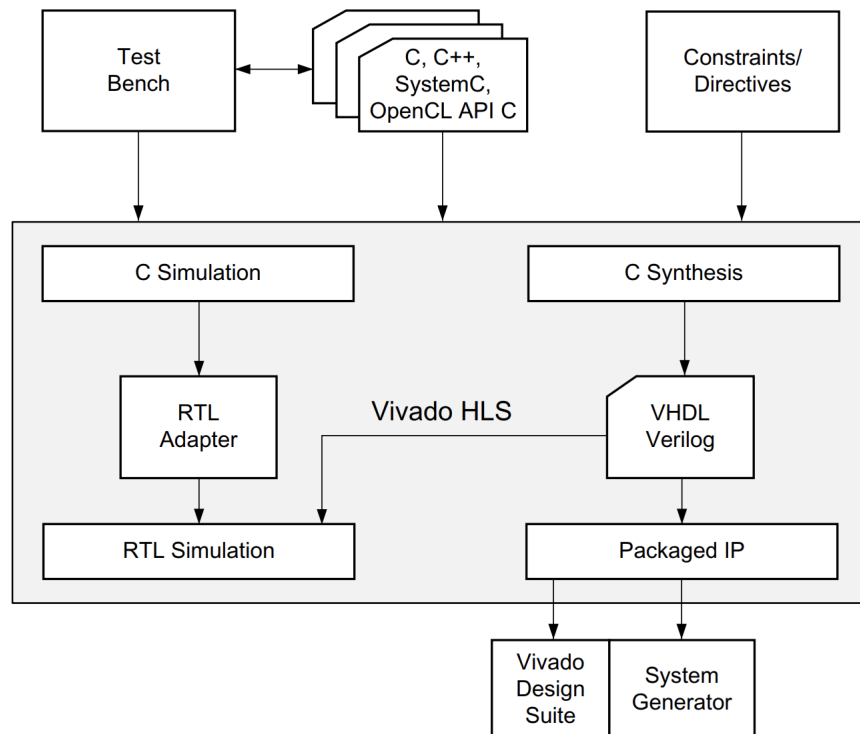 Test
Bench
C, C++,
SystemC,
OpenCL API C
Constraints/
Directives
C Simulation
C Synthesis
RTL
Adapter
Vivado HLS
VHDL
Verilog
RTL Simulation
Packaged IP
Vivado
Design
Suite
System
Generator